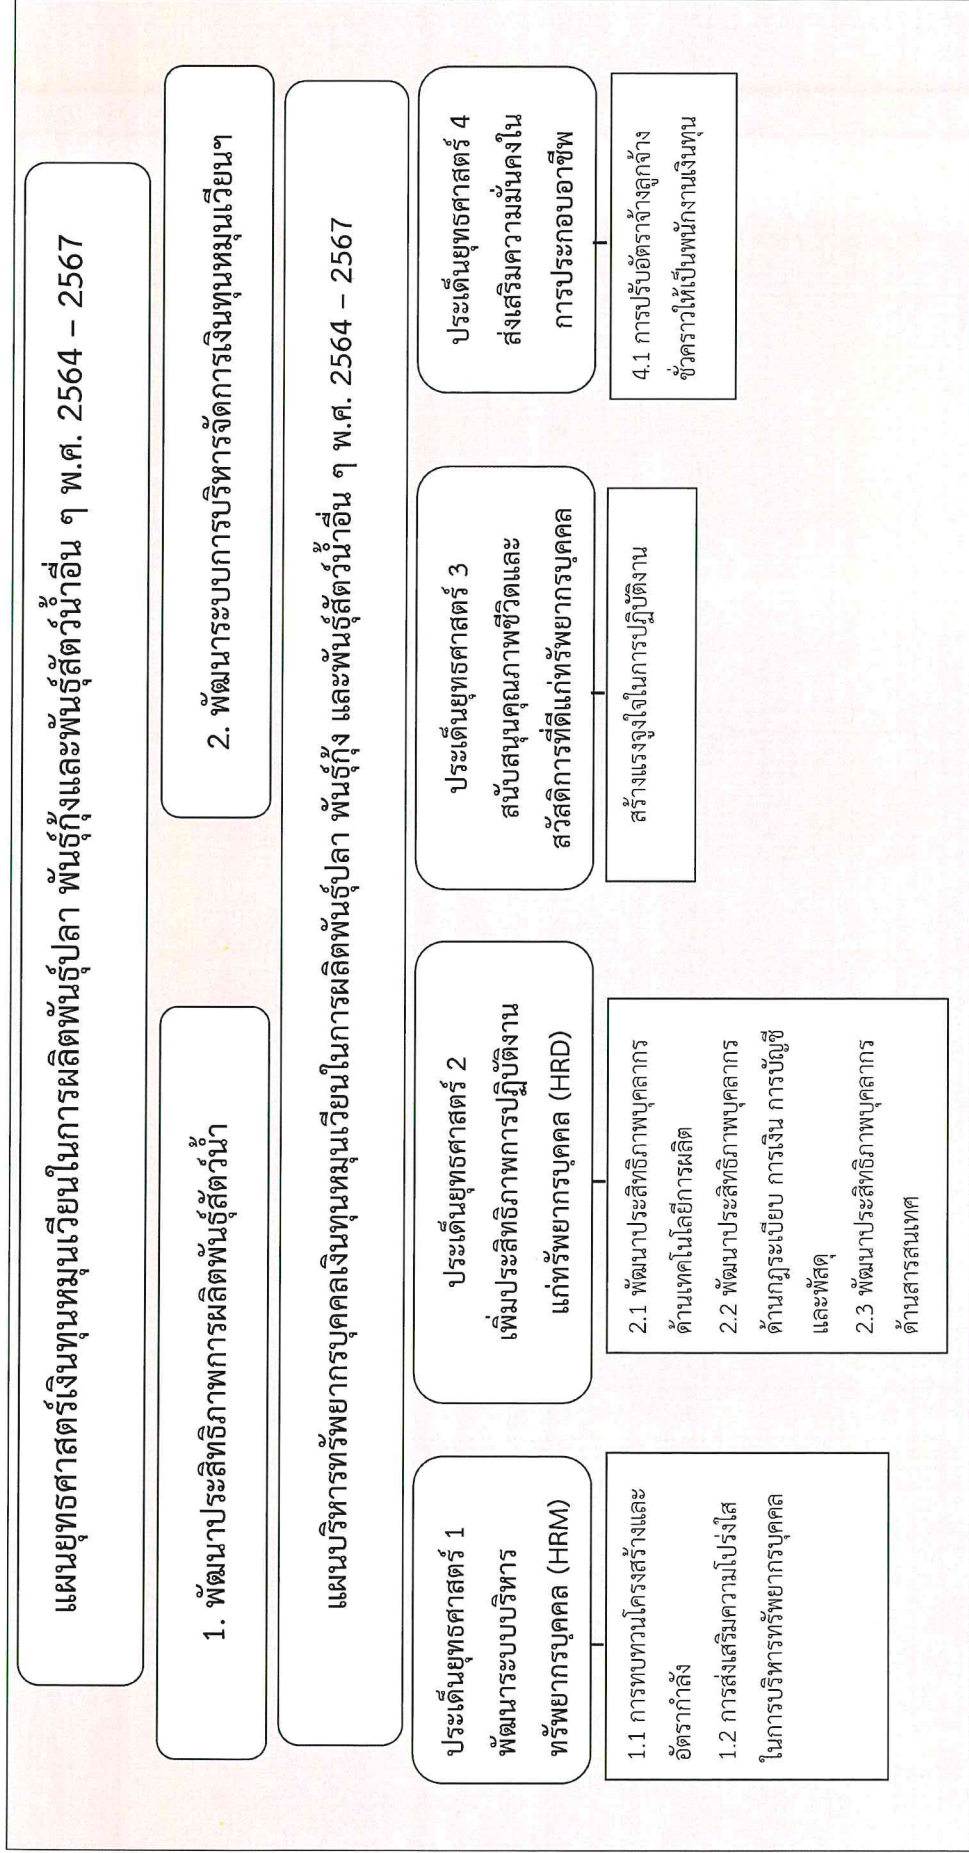 แผนยุทธศาสตร์เงินทุนหมุนเวียนในการผลิตพันธุ์ปลา พันธุ์กุ้งและพันธุ์สัตว์น้ำอื่น ๆ พ.ศ. 2564 – 2567
1. พัฒนาประสิทธิภาพการผลิตพันธุ์สัตว์น้ำ
2. พัฒนาระบบการบริหารจัดการเงินทุนหมุนเวียนฯ
แผนบริหารทรัพยากรบุคคลเงินทุนหมุนเวียนในการผลิตพันธุ์ปลา พันธุ์กุ้ง และพันธุ์สัตว์น้ำอื่น ๆ พ.ศ. 2564 – 2567
ประเด็นยุทธศาสตร์ 1
พัฒนาระบบบริหาร
ทรัพยากรบุคคล (HRM)
1.1 การทบทวนโครงสร้างและ
อัตรากำลัง
1.2 การส่งเสริมความโปร่งใส
ในการบริหารทรัพยากรบุคคล
ประเด็นยุทธศาสตร์ 2
เพิ่มประสิทธิภาพการปฏิบัติงาน
แก่ทรัพยากรบุคคล (HRD)
2.1 พัฒนาประสิทธิภาพบุคลากร
ด้านเทคโนโลยีการผลิต
2.2 พัฒนาประสิทธิภาพบุคลากร
ด้านกฎระเบียบ การเงิน การบัญชี
และพัสดุ
2.3 พัฒนาประสิทธิภาพบุคลากร
ด้านสารสนเทศ
ประเด็นยุทธศาสตร์ 3
สนับสนุนคุณภาพชีวิตและ
สวัสดิการที่ดีแก่ทรัพยากรบุคคล
สร้างแรงจูงใจในการปฏิบัติงาน
ประเด็นยุทธศาสตร์ 4
ส่งเสริมความมั่นคงใน
การประกอบอาชีพ
4.1 การปรับอัตราจ้างลูกจ้าง
ชั่วคราวให้เป็นพนักงานเงินทุน